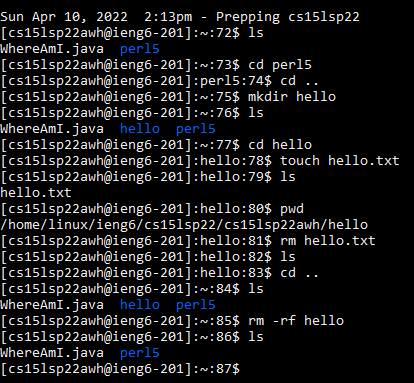 Sun Apr 10, 2022  2:13pm - Prepping cs15lsp22
[cs15lsp22awh@ieng6-201]:~:72$ ls
WhereAmI.java  perl5
[cs15lsp22awh@ieng6-201]:~:73$ cd perl5
[cs15lsp22awh@ieng6-201]:perl5:74$ cd ..
[cs15lsp22awh@ieng6-201]:~:75$ mkdir hello
[cs15lsp22awh@ieng6-201]:~:76$ ls
WhereAmI.java  hello  perl5
[cs15lsp22awh@ieng6-201]:~:77$ cd hello
[cs15lsp22awh@ieng6-201]:hello:78$ touch hello.txt
[cs15lsp22awh@ieng6-201]:hello:79$ ls
hello.txt
[cs15lsp22awh@ieng6-201]:hello:80$ pwd
/home/linux/ieng6/cs15lsp22/cs15lsp22awh/hello
[cs15lsp22awh@ieng6-201]:hello:81$ rm hello.txt
[cs15lsp22awh@ieng6-201]:hello:82$ ls
[cs15lsp22awh@ieng6-201]:hello:83$ cd ..
[cs15lsp22awh@ieng6-201]:~:84$ ls
WhereAmI.java  hello  perl5
[cs15lsp22awh@ieng6-201]:~:85$ rm -rf hello
[cs15lsp22awh@ieng6-201]:~:86$ ls
WhereAmI.java  perl5
[cs15lsp22awh@ieng6-201]:~:87$